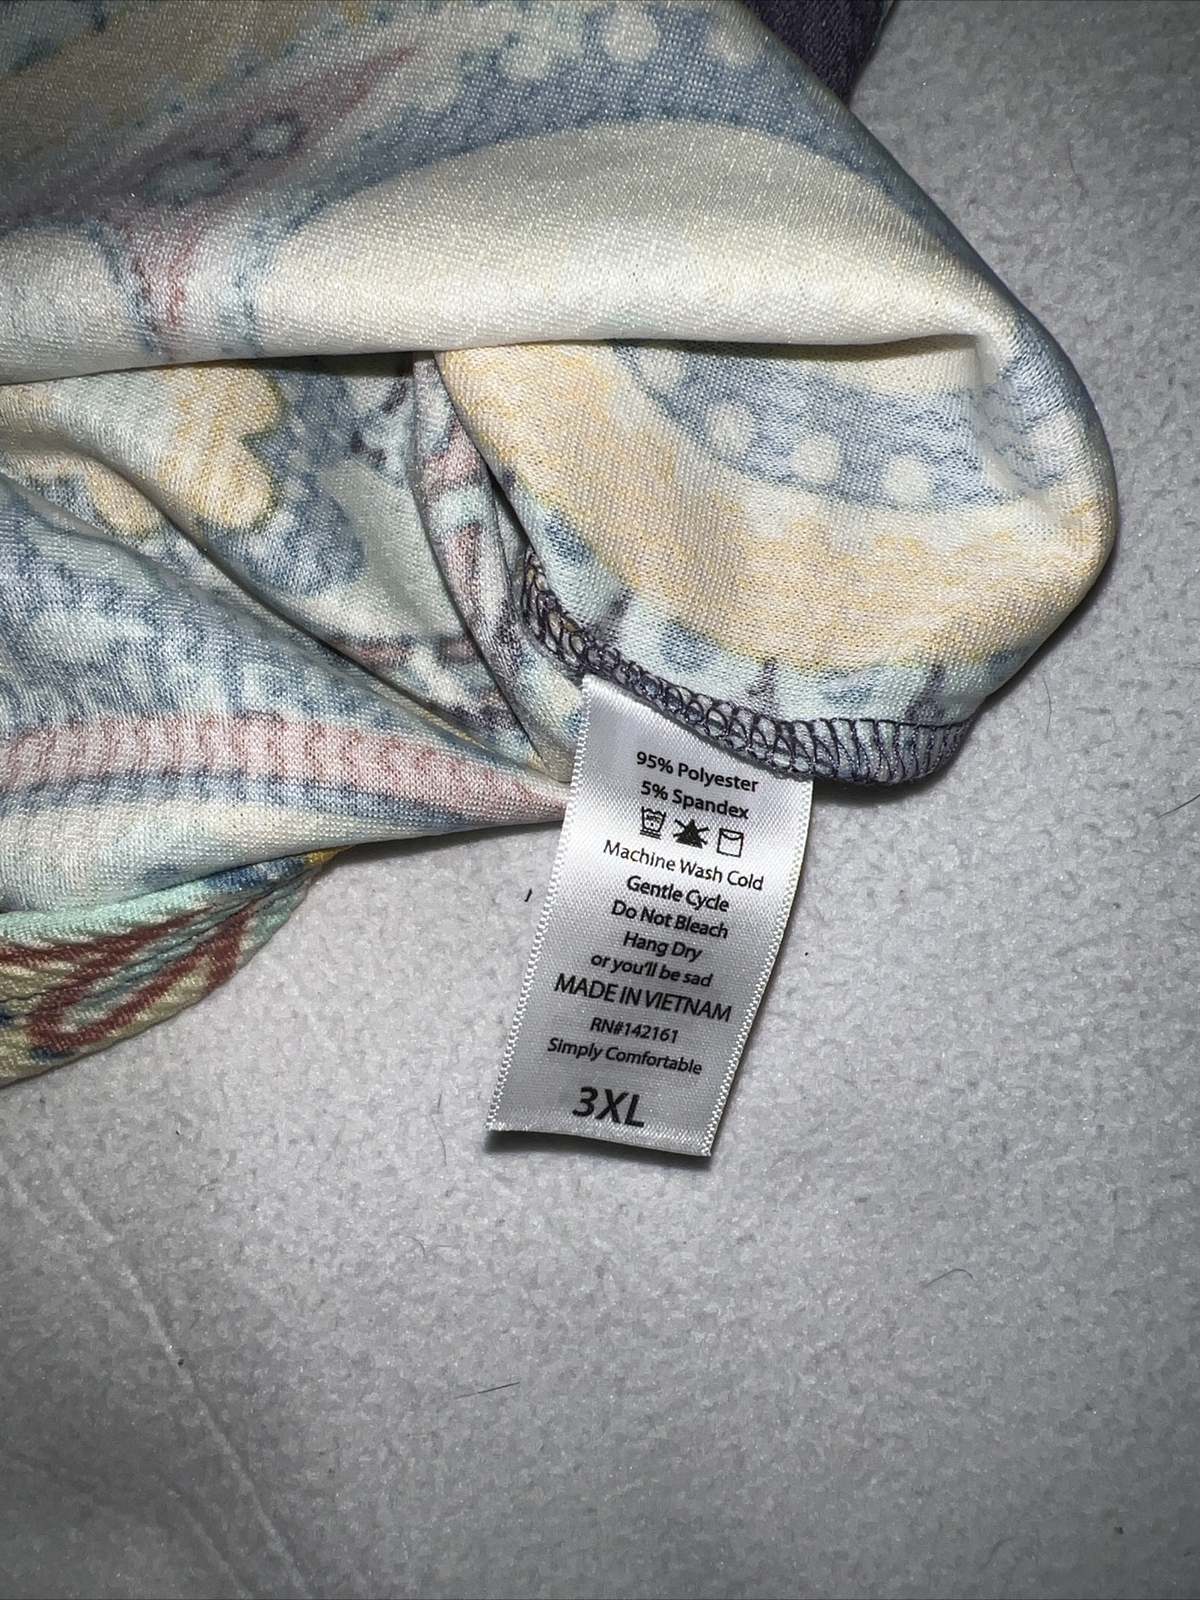 95% Polyester
5% Spandex
Machine Wash Cold
Gentle Cycle
Do Not Bleach
Hang Dry
or you'll be sad
MADE IN VIETNAM
RN#142161
Simply Comfortable
3XL